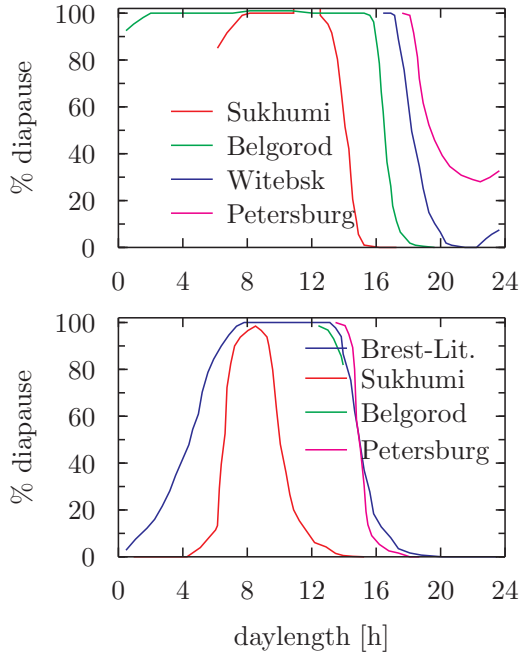 % diapause
100
80
60
40
20
0
Sukhumi
Belgorod
Witebsk
Petersburg
0 4 8 12 16 20 24
% diapause
100
80
60
40
20
0
Brest-Lit.
Sukhumi
Belgorod
Petersburg
0 4 8 12 16 20 24
daylength [h]